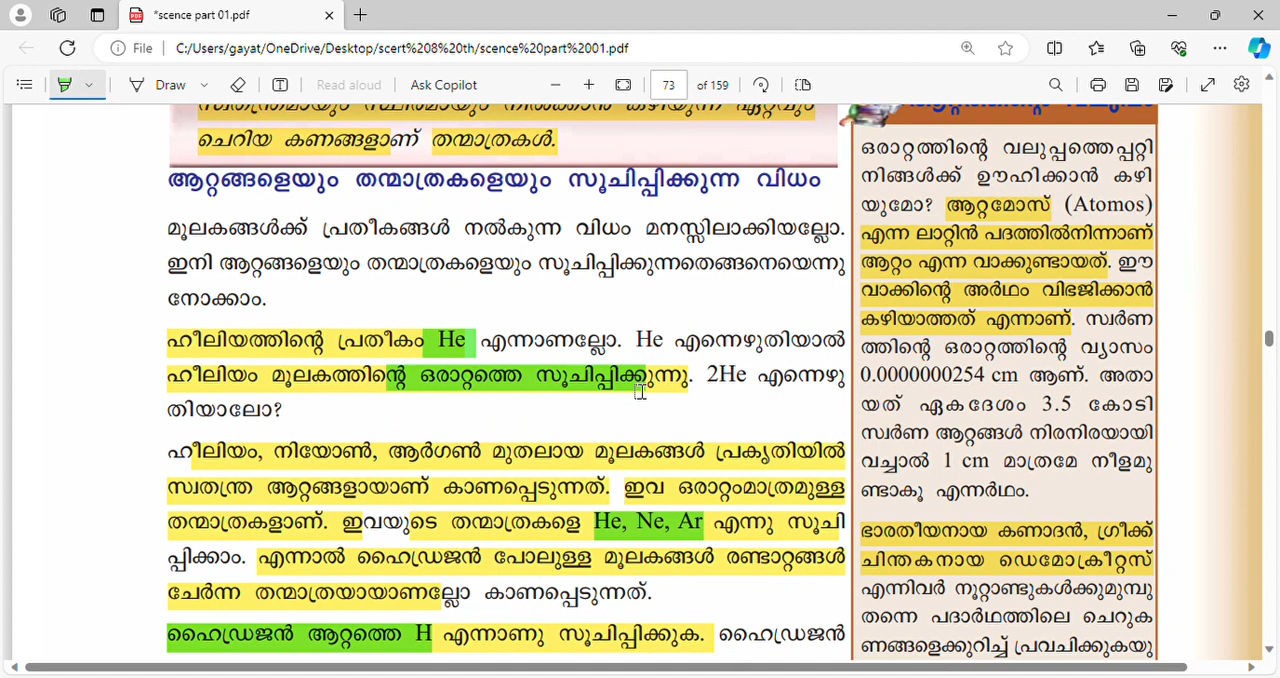 *scence part 01.pdf
File
C:/Users/gayat/OneDrive/Desktop/scert%208%20th/scence%20part%2001.pdf
Draw
Read aloud
Ask Copilot
73 of 159
സ്വതന്ത്രമായും സ്ഥിരമായും നിൽക്കാൻ കഴിയുന്ന ഏറ്റവും
ചെറിയ കണങ്ങളാണ് തന്മാത്രകൾ.
ആറ്റങ്ങളെയും തന്മാത്രകളെയും സൂചിപ്പിക്കുന്ന വിധം
മൂലകങ്ങൾക്ക് പ്രതീകങ്ങൾ നൽകുന്ന വിധം മനസ്സിലാക്കിയല്ലോ.
ഇനി ആറ്റങ്ങളെയും തന്മാത്രകളെയും സൂചിപ്പിക്കുന്നതെങ്ങനെയെന്നു
നോക്കാം.
ഹീലിയത്തിന്റെ പ്രതീകം He എന്നാണല്ലോ. He എന്നെഴുതിയാൽ
ഹീലിയം മൂലകത്തിന്റെ ഒരാറ്റത്തെ സൂചിപ്പിക്കുന്നു. 2He എന്നെഴു
തിയാലോ?
ഹീലിയം, നിയോൺ, ആർഗൺ മുതലായ മൂലകങ്ങൾ പ്രകൃതിയിൽ
സ്വതന്ത്ര ആറ്റങ്ങളായാണ് കാണപ്പെടുന്നത്. ഇവ ഒരാറ്റംമാത്രമുള്ള
തന്മാത്രകളാണ്. ഇവയുടെ തന്മാത്രകളെ He, Ne, Ar എന്നു സൂചി
പ്പിക്കാം. എന്നാൽ ഹൈഡ്രജൻ പോലുള്ള മൂലകങ്ങൾ രണ്ടാറ്റങ്ങൾ
ചേർന്ന തന്മാത്രയായാണല്ലോ കാണപ്പെടുന്നത്.
ഹൈഡ്രജൻ ആറ്റത്തെ H എന്നാണു സൂചിപ്പിക്കുക. ഹൈഡ്രജൻ
ഒരാറ്റത്തിന്റെ വലുപ്പത്തെപ്പറ്റി
നിങ്ങൾക്ക് ഊഹിക്കാൻ കഴി
യുമോ? ആറ്റമോസ് (Atomos)
എന്ന ലാറ്റിൻ പദത്തിൽനിന്നാണ്
ആറ്റം എന്ന വാക്കുണ്ടായത്. ഈ
വാക്കിന്റെ അർഥം വിഭജിക്കാൻ
കഴിയാത്തത് എന്നാണ്. സ്വർണ
ത്തിന്റെ ഒരാറ്റത്തിന്റെ വ്യാസം
0.0000000254 cm ആണ്. അതാ
യത് ഏകദേശം 3.5 കോടി
സ്വർണ ആറ്റങ്ങൾ നിരനിരയായി
വച്ചാൽ 1 cm മാത്രമേ നീളമു
ണ്ടാകൂ എന്നർഥം.
ഭാരതീയനായ കണാദൻ, ഗ്രീക്ക്
ചിന്തകനായ ഡെമോക്രീറ്റസ്
എന്നിവർ നൂറ്റാണ്ടുകൾക്കുമുമ്പു
തന്നെ പദാർഥത്തിലെ ചെറുക
ണങ്ങളെക്കുറിച്ച് പ്രവചിക്കുകയു